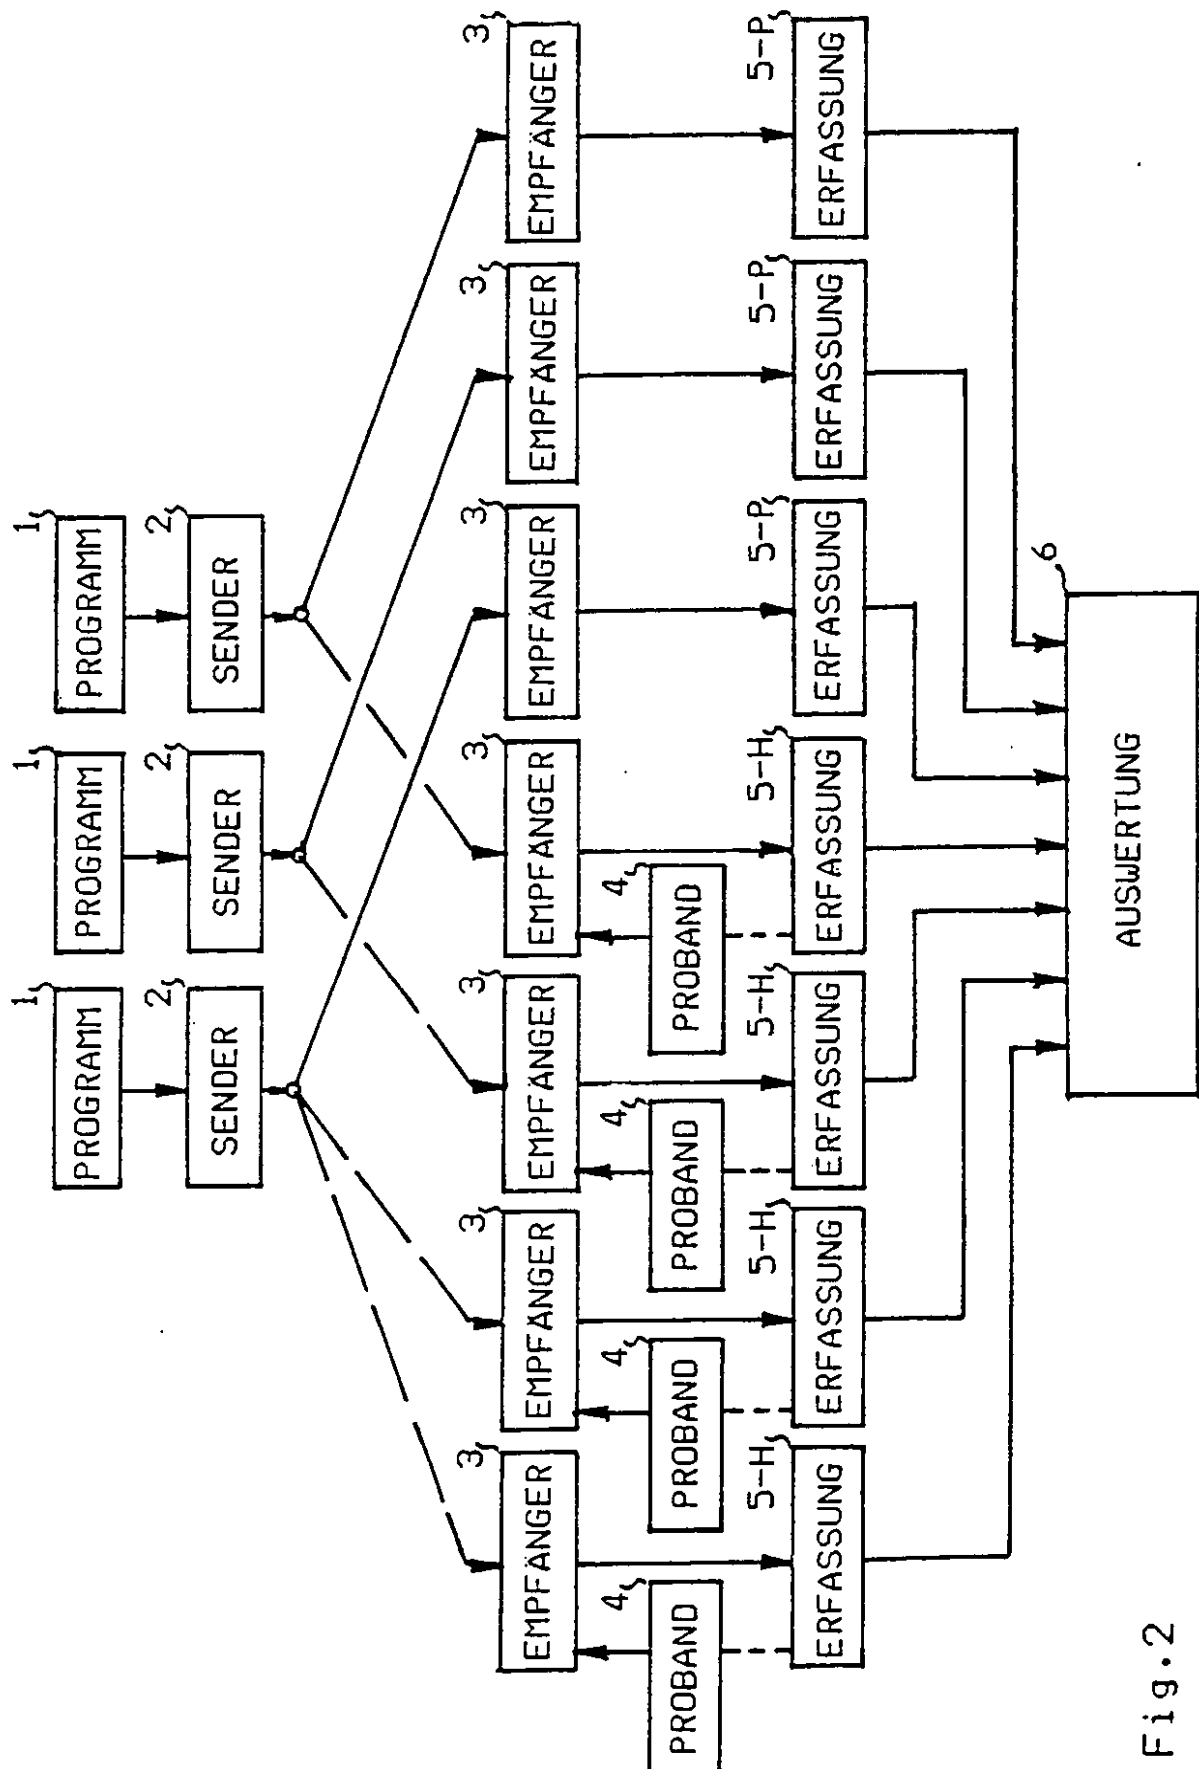 1 1 1
PROGRAMM PROGRAMM PROGRAMM
2 2 2
SENDER SENDER SENDER
3 3 3 3 3 3 3
EMPFÄNGER EMPFÄNGER EMPFÄNGER EMPFÄNGER EMPFÄNGER EMPFÄNGER EMPFÄNGER
4 4 4 4
PROBAND PROBAND PROBAND PROBAND
5-H 5-H 5-H 5-H 5-P 5-P 5-P
ERFASSUNG ERFASSUNG ERFASSUNG ERFASSUNG ERFASSUNG ERFASSUNG ERFASSUNG
6
AUSWERTUNG
Fig.2